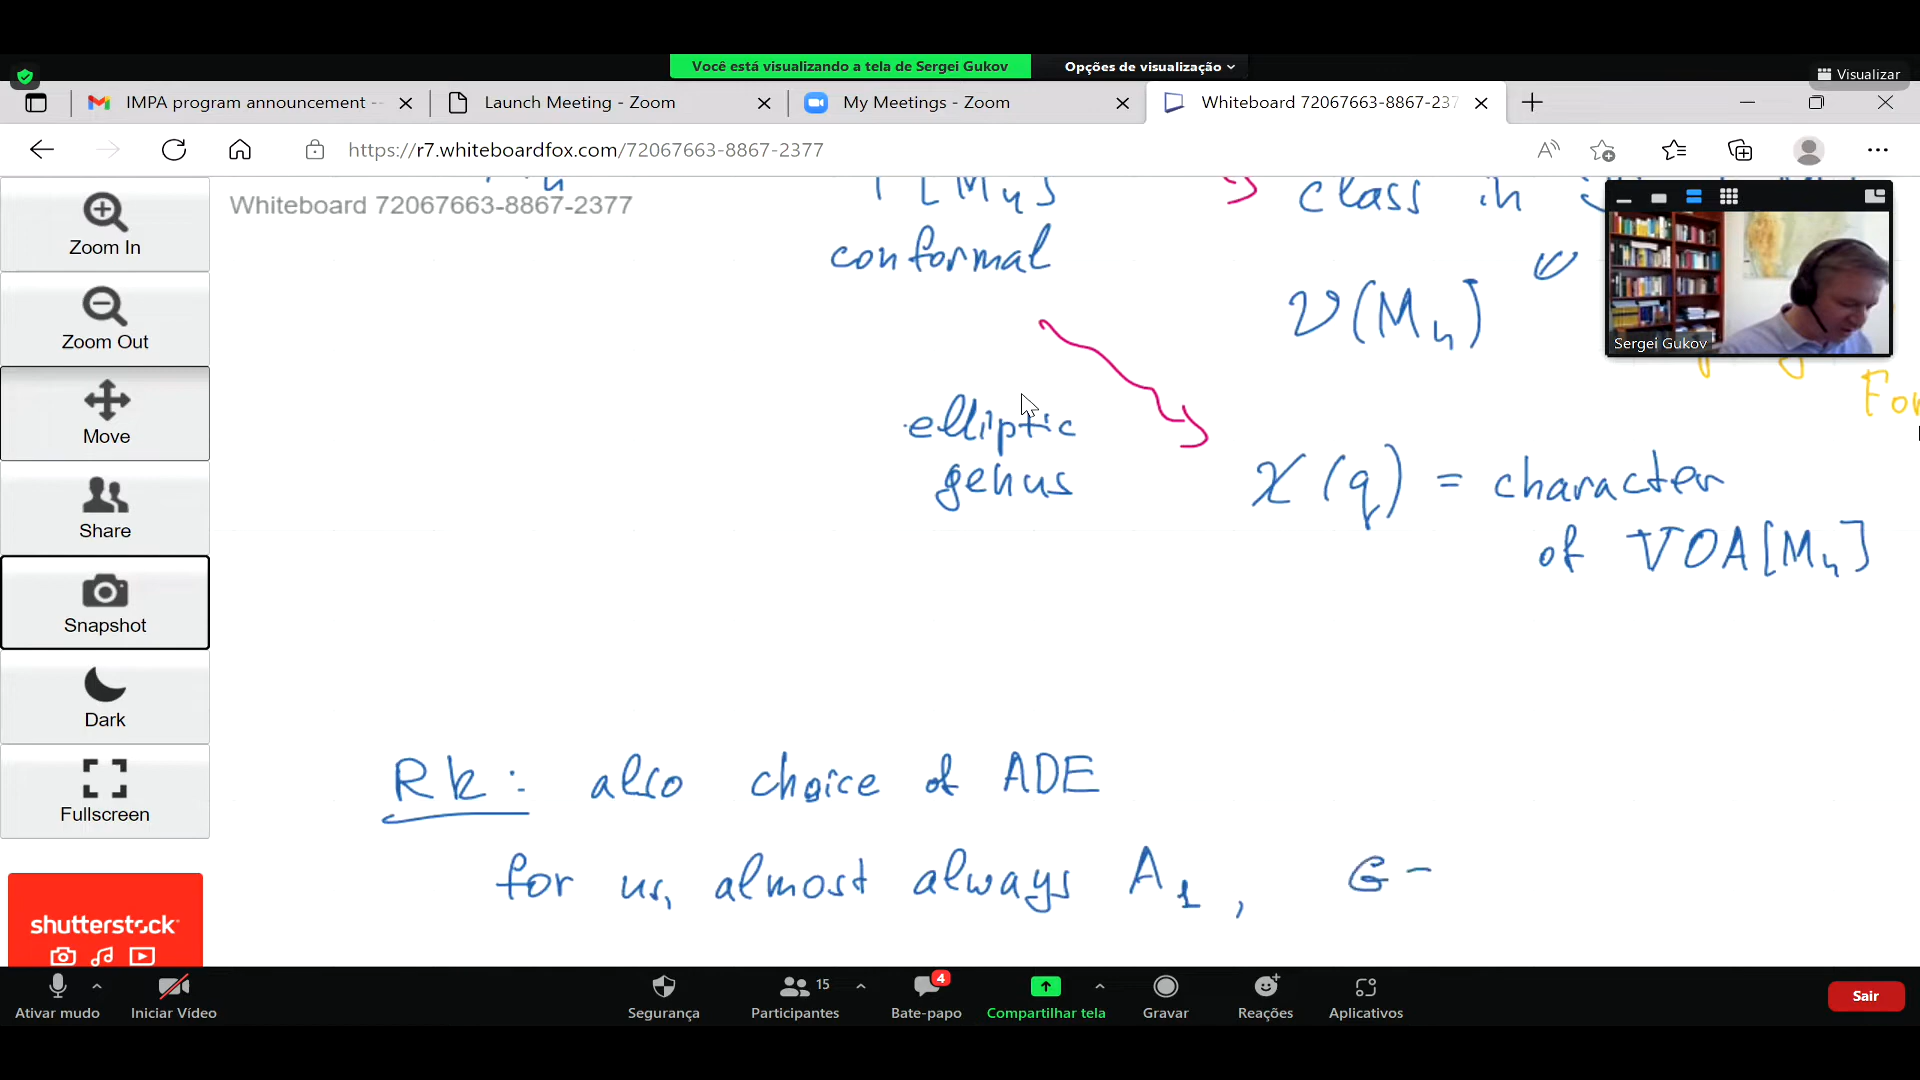 Você está visualizando a tela de Sergei Gukov
Opções de visualização
Visualizar
IMPA program announcement --
Launch Meeting - Zoom
My Meetings - Zoom
Whiteboard 72067663-8867-237
https://r7.whiteboardfox.com/72067663-8867-2377
Whiteboard 72067663-8867-2377
Zoom In
Zoom Out
Move
Share
Snapshot
Dark
Fullscreen
shutterstock
T[M4]
class in
conformal
V(M4)
Sergei Gukov
For
elliptic
genus
χ(q) = character
of VOA[M4]
Rk: also choice of ADE
for us, almost always A1, G -
Ativar mudo
Iniciar Vídeo
Segurança
Participantes
15
Bate-papo
4
Compartilhar tela
Gravar
Reações
Aplicativos
Sair